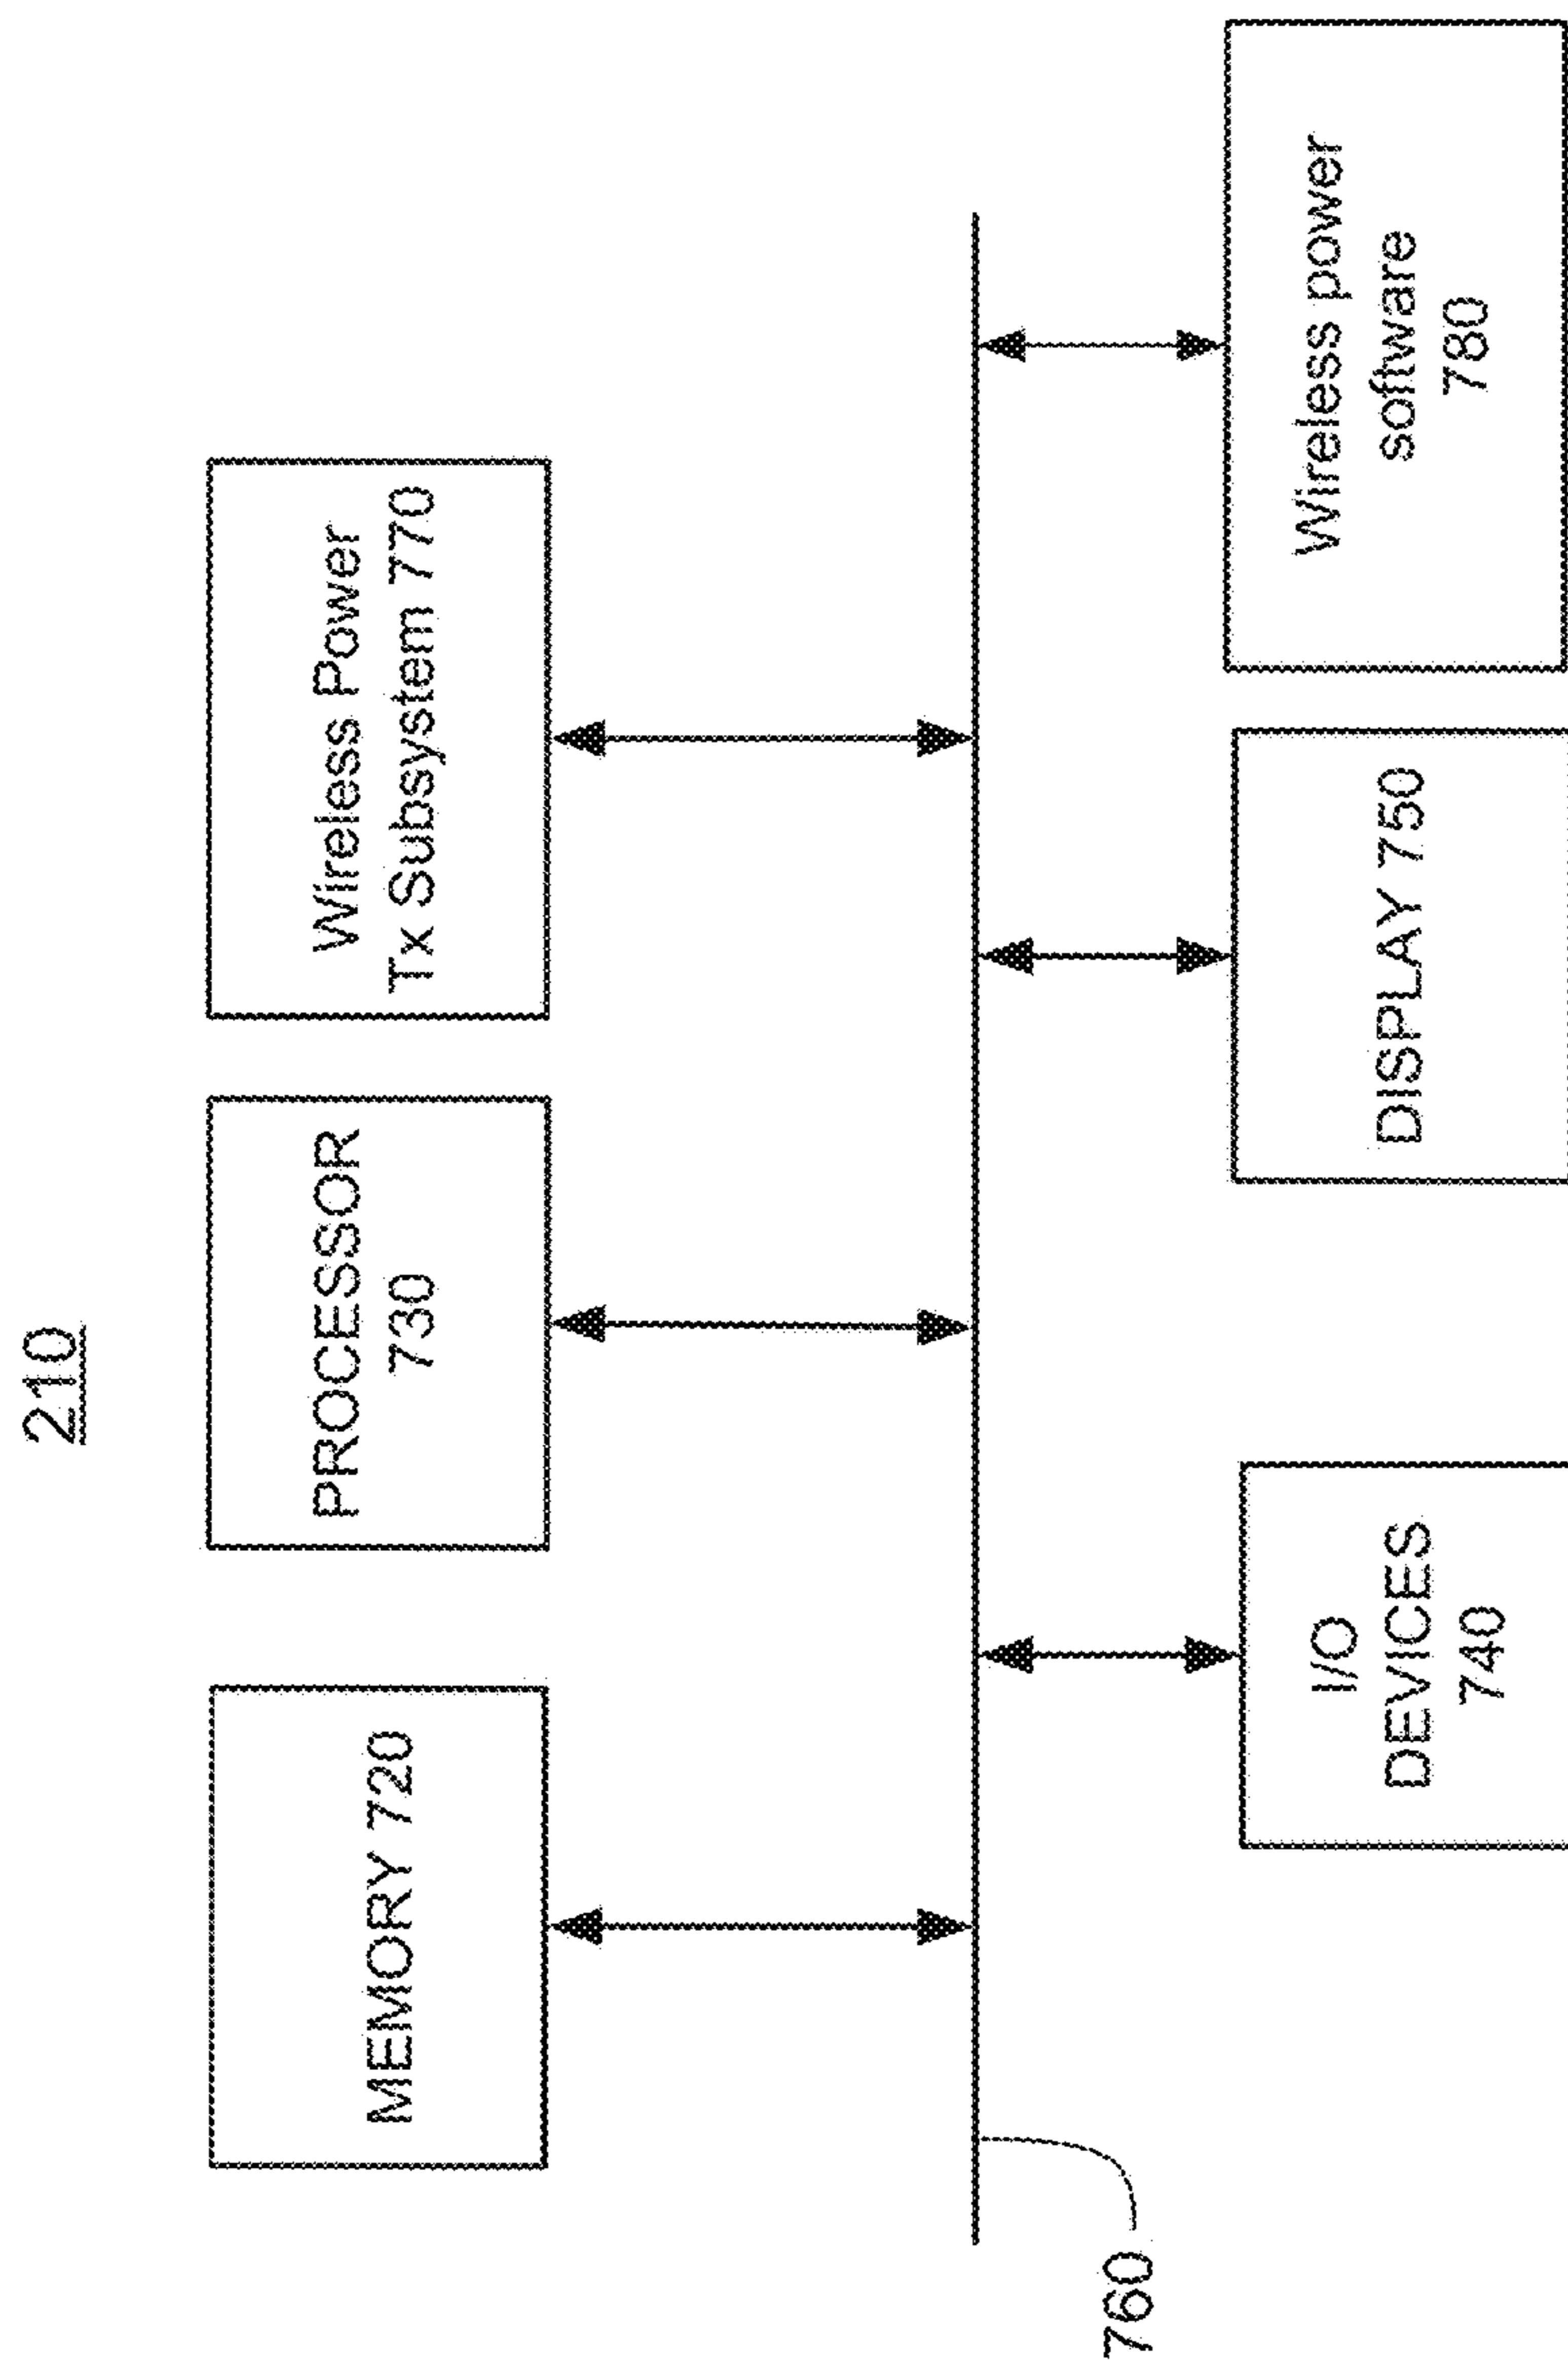 210
MEMORY 720
PROCESSOR
730
Wireless Power
Tx Subsystem 770
760
I/O
DEVICES
740
DISPLAY 750
Wireless power
software
780